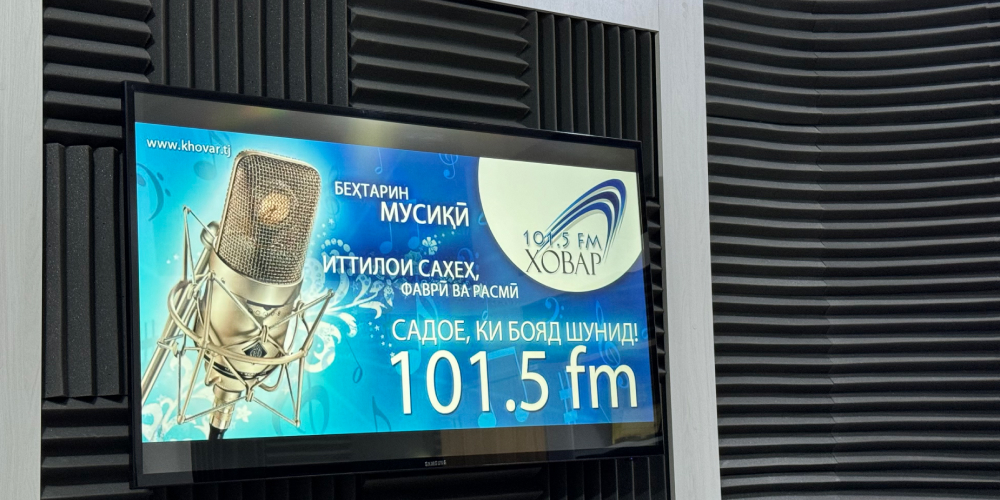 www.khovar.tj
БЕҲТАРИН
МУСИҚӢ
101.5 FM
ХОВАР
ИТТИЛОИ САҲЕҲ,
ФАВРӢ ВА РАСМӢ
САДОЕ, КИ БОЯД ШУНИД!
101.5 fm
SAMSUNG